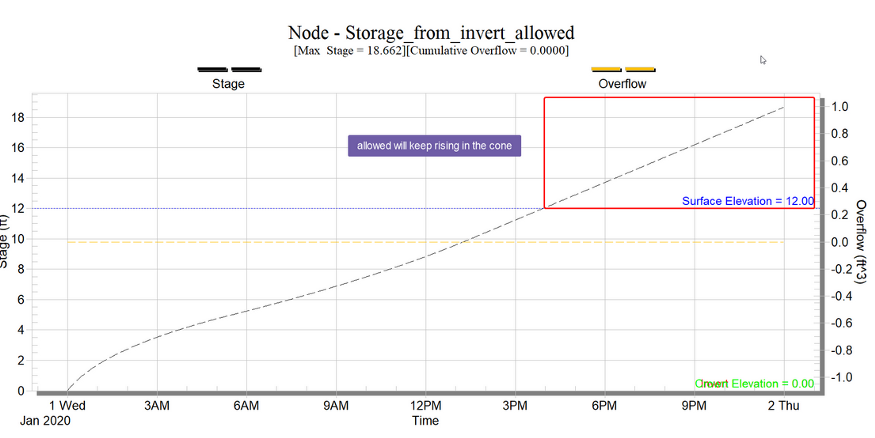 Node - Storage_from_invert_allowed
[Max Stage = 18.662][Cumulative Overflow = 0.0000]
Stage
Overflow
allowed will keep rising in the cone
Surface Elevation = 12.00
Invert Elevation = 0.00
Stage (ft)
18
16
14
12
10
8
6
4
2
0
Overflow (ft^3)
1.0
0.8
0.6
0.4
0.2
0.0
-0.2
-0.4
-0.6
-0.8
-1.0
1 Wed
3AM
6AM
9AM
12PM
3PM
6PM
9PM
2 Thu
Jan 2020
Time